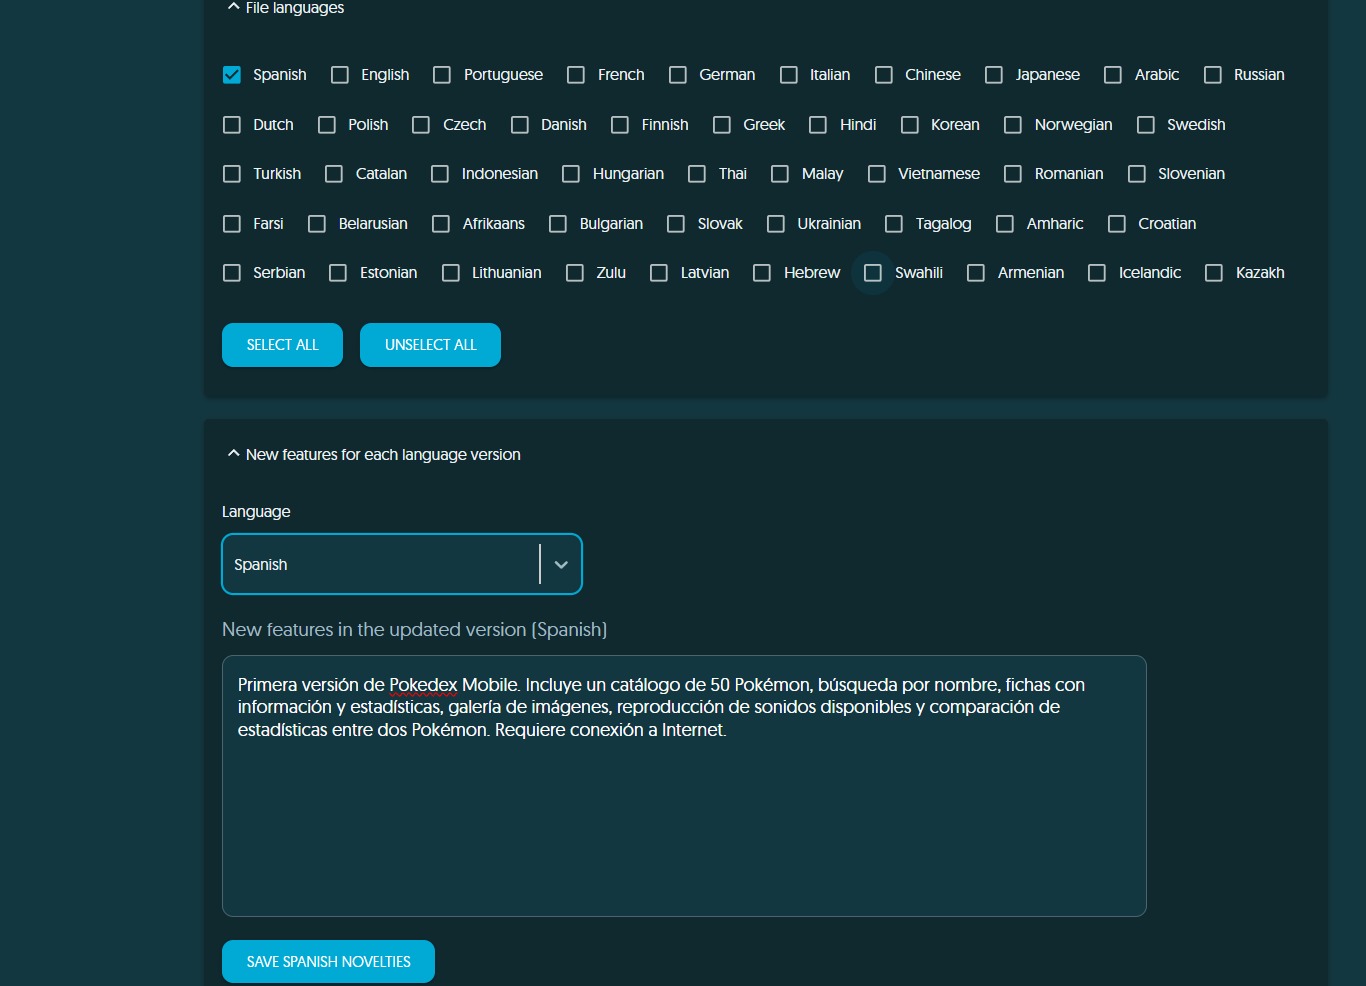 File languages
Spanish English Portuguese French German Italian Chinese Japanese Arabic Russian
Dutch Polish Czech Danish Finnish Greek Hindi Korean Norwegian Swedish
Turkish Catalan Indonesian Hungarian Thai Malay Vietnamese Romanian Slovenian
Farsi Belarusian Afrikaans Bulgarian Slovak Ukrainian Tagalog Amharic Croatian
Serbian Estonian Lithuanian Zulu Latvian Hebrew Swahili Armenian Icelandic Kazakh
SELECT ALL UNSELECT ALL
New features for each language version
Language
Spanish
New features in the updated version (Spanish)
Primera versión de Pokedex Mobile. Incluye un catálogo de 50 Pokémon, búsqueda por nombre, fichas con
información y estadísticas, galería de imágenes, reproducción de sonidos disponibles y comparación de
estadísticas entre dos Pokémon. Requiere conexión a Internet.
SAVE SPANISH NOVELTIES